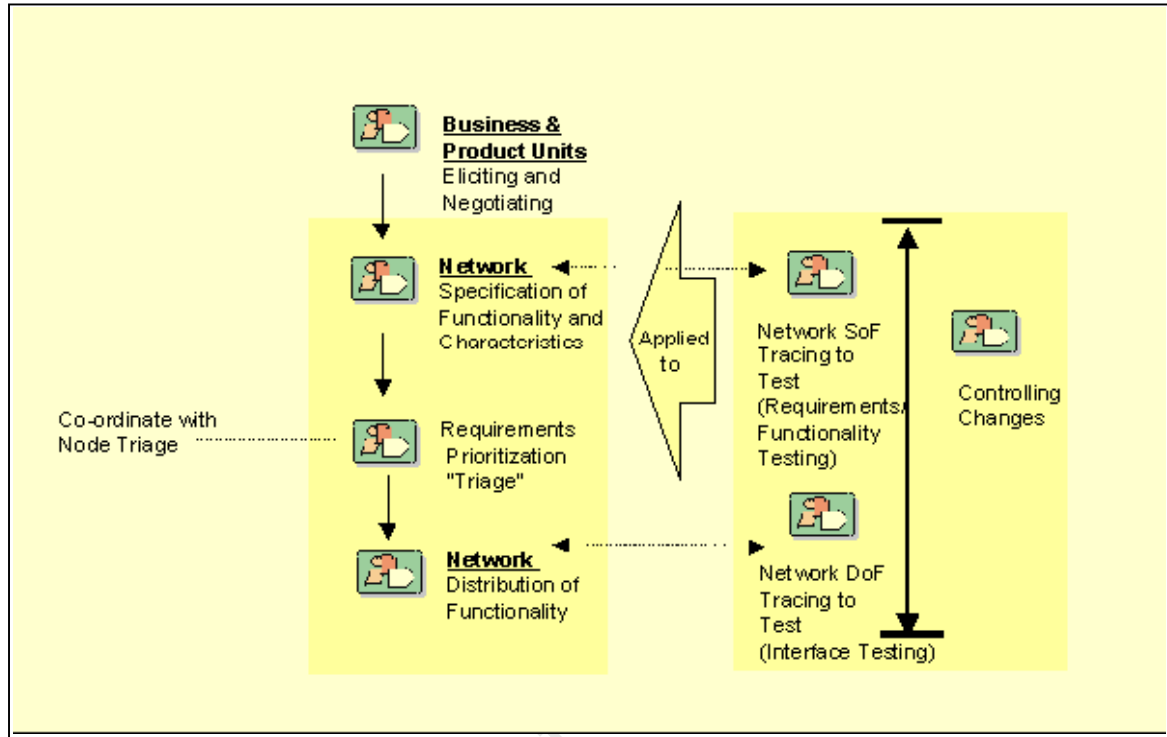 Business &
Product Units
Eliciting and
Negotiating
Network
Specification of
Functionality and
Characteristics
Applied
to
Network SoF
Tracing to
Test
(Requirements/
Functionality
Testing)
Controlling
Changes
Co-ordinate with
Node Triage
Requirements
Prioritization
"Triage"
Network
Distribution of
Functionality
Network DoF
Tracing to
Test
(Interface Testing)